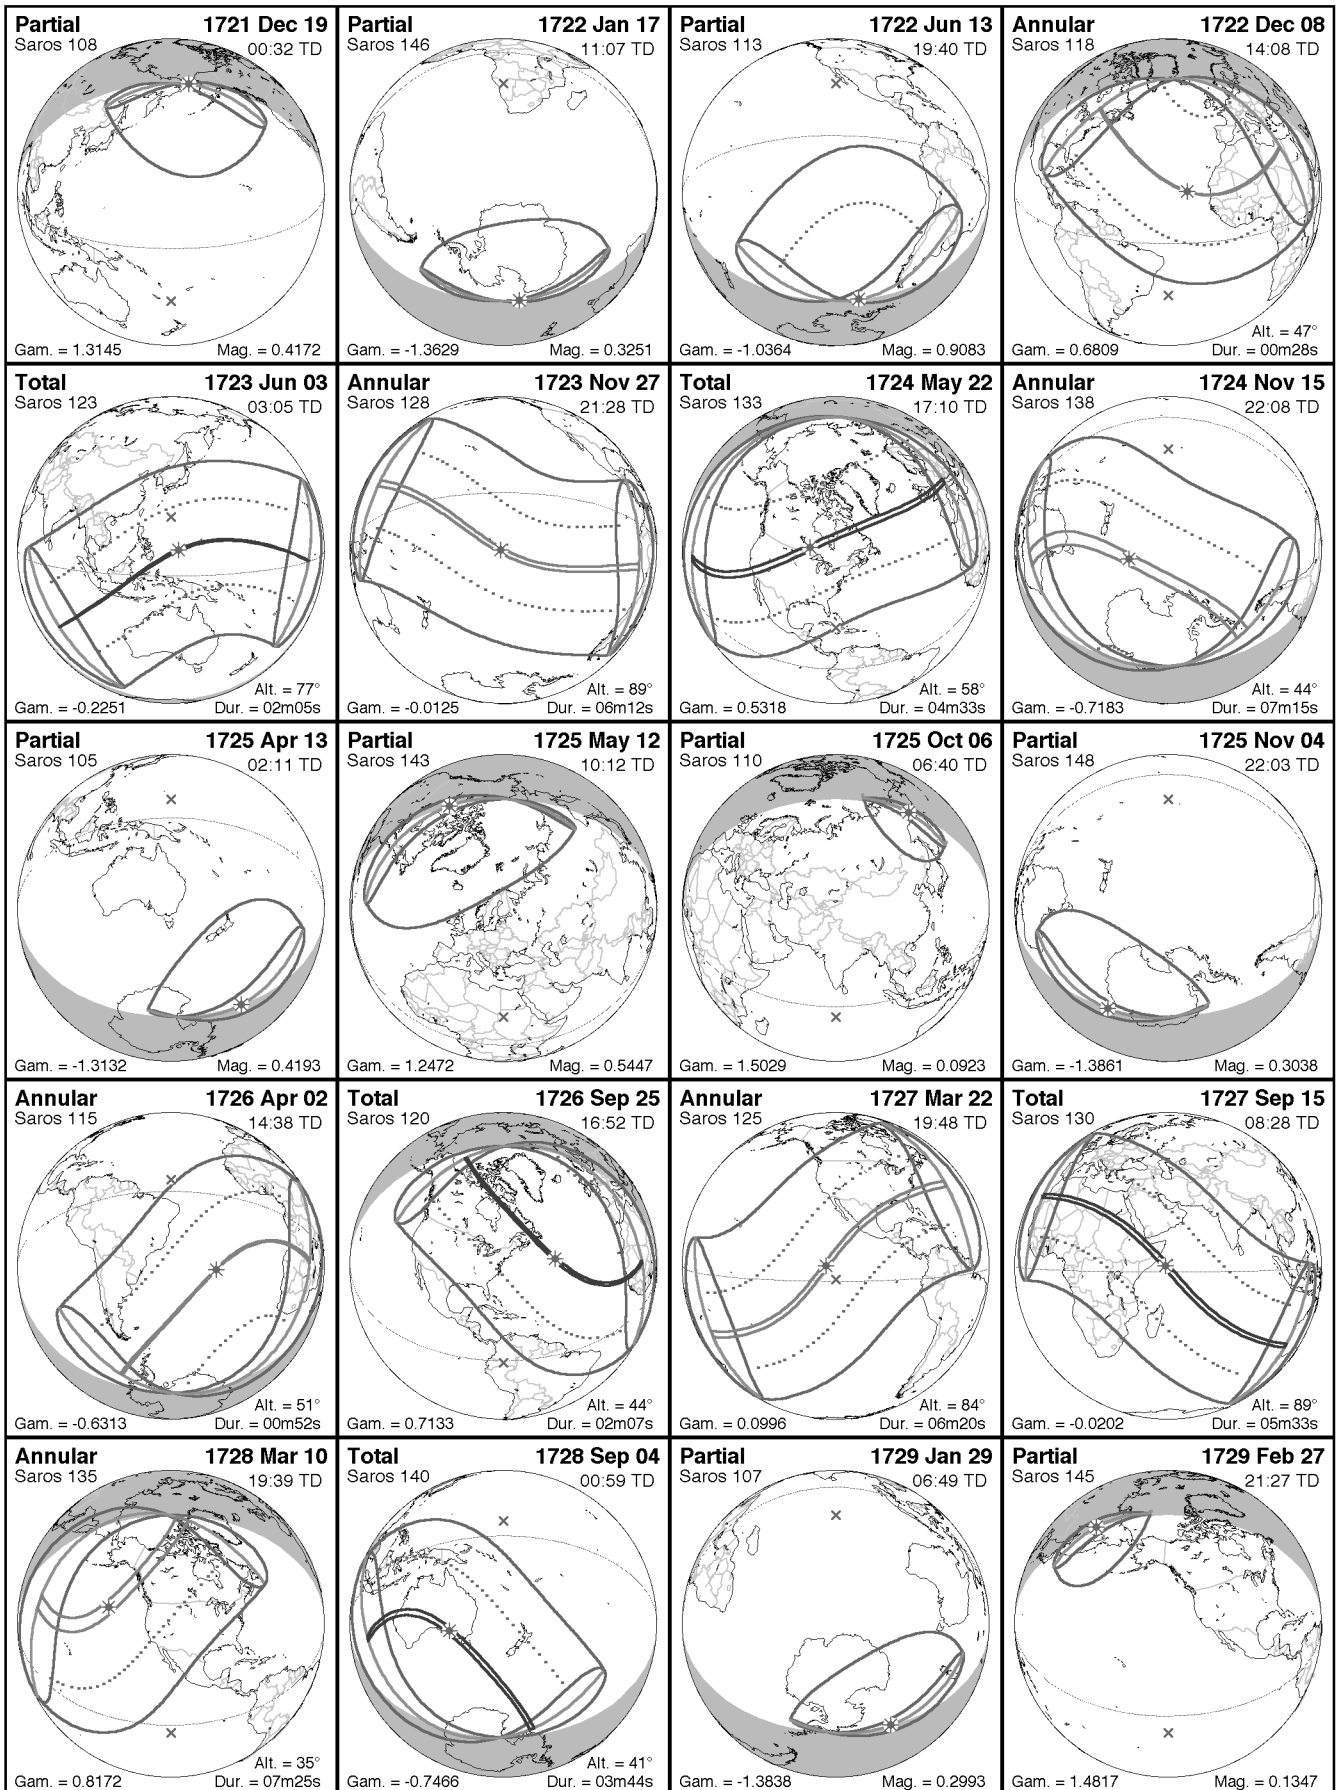 Partial 1721 Dec 19
Saros 108 00:32 TD
Gam. = 1.3145 Mag. = 0.4172
Partial 1722 Jan 17
Saros 146 11:07 TD
Gam. = -1.3629 Mag. = 0.3251
Partial 1722 Jun 13
Saros 113 19:40 TD
Gam. = -1.0364 Mag. = 0.9083
Annular 1722 Dec 08
Saros 118 14:08 TD
Alt. = 47°
Gam. = 0.6809 Dur. = 00m28s
Total 1723 Jun 03
Saros 123 03:05 TD
Alt. = 77°
Gam. = -0.2251 Dur. = 02m05s
Annular 1723 Nov 27
Saros 128 21:28 TD
Alt. = 89°
Gam. = -0.0125 Dur. = 06m12s
Total 1724 May 22
Saros 133 17:10 TD
Alt. = 58°
Gam. = 0.5318 Dur. = 04m33s
Annular 1724 Nov 15
Saros 138 22:08 TD
Alt. = 44°
Gam. = -0.7183 Dur. = 07m15s
Partial 1725 Apr 13
Saros 105 02:11 TD
Gam. = -1.3132 Mag. = 0.4193
Partial 1725 May 12
Saros 143 10:12 TD
Gam. = 1.2472 Mag. = 0.5447
Partial 1725 Oct 06
Saros 110 06:40 TD
Gam. = 1.5029 Mag. = 0.0923
Partial 1725 Nov 04
Saros 148 22:03 TD
Gam. = -1.3861 Mag. = 0.3038
Annular 1726 Apr 02
Saros 115 14:38 TD
Alt. = 51°
Gam. = -0.6313 Dur. = 00m52s
Total 1726 Sep 25
Saros 120 16:52 TD
Alt. = 44°
Gam. = 0.7133 Dur. = 02m07s
Annular 1727 Mar 22
Saros 125 19:48 TD
Alt. = 84°
Gam. = 0.0996 Dur. = 06m20s
Total 1727 Sep 15
Saros 130 08:28 TD
Alt. = 89°
Gam. = -0.0202 Dur. = 05m33s
Annular 1728 Mar 10
Saros 135 19:39 TD
Alt. = 35°
Gam. = 0.8172 Dur. = 07m25s
Total 1728 Sep 04
Saros 140 00:59 TD
Alt. = 41°
Gam. = -0.7466 Dur. = 03m44s
Partial 1729 Jan 29
Saros 107 06:49 TD
Gam. = -1.3838 Mag. = 0.2993
Partial 1729 Feb 27
Saros 145 21:27 TD
Gam. = 1.4817 Mag. = 0.1347